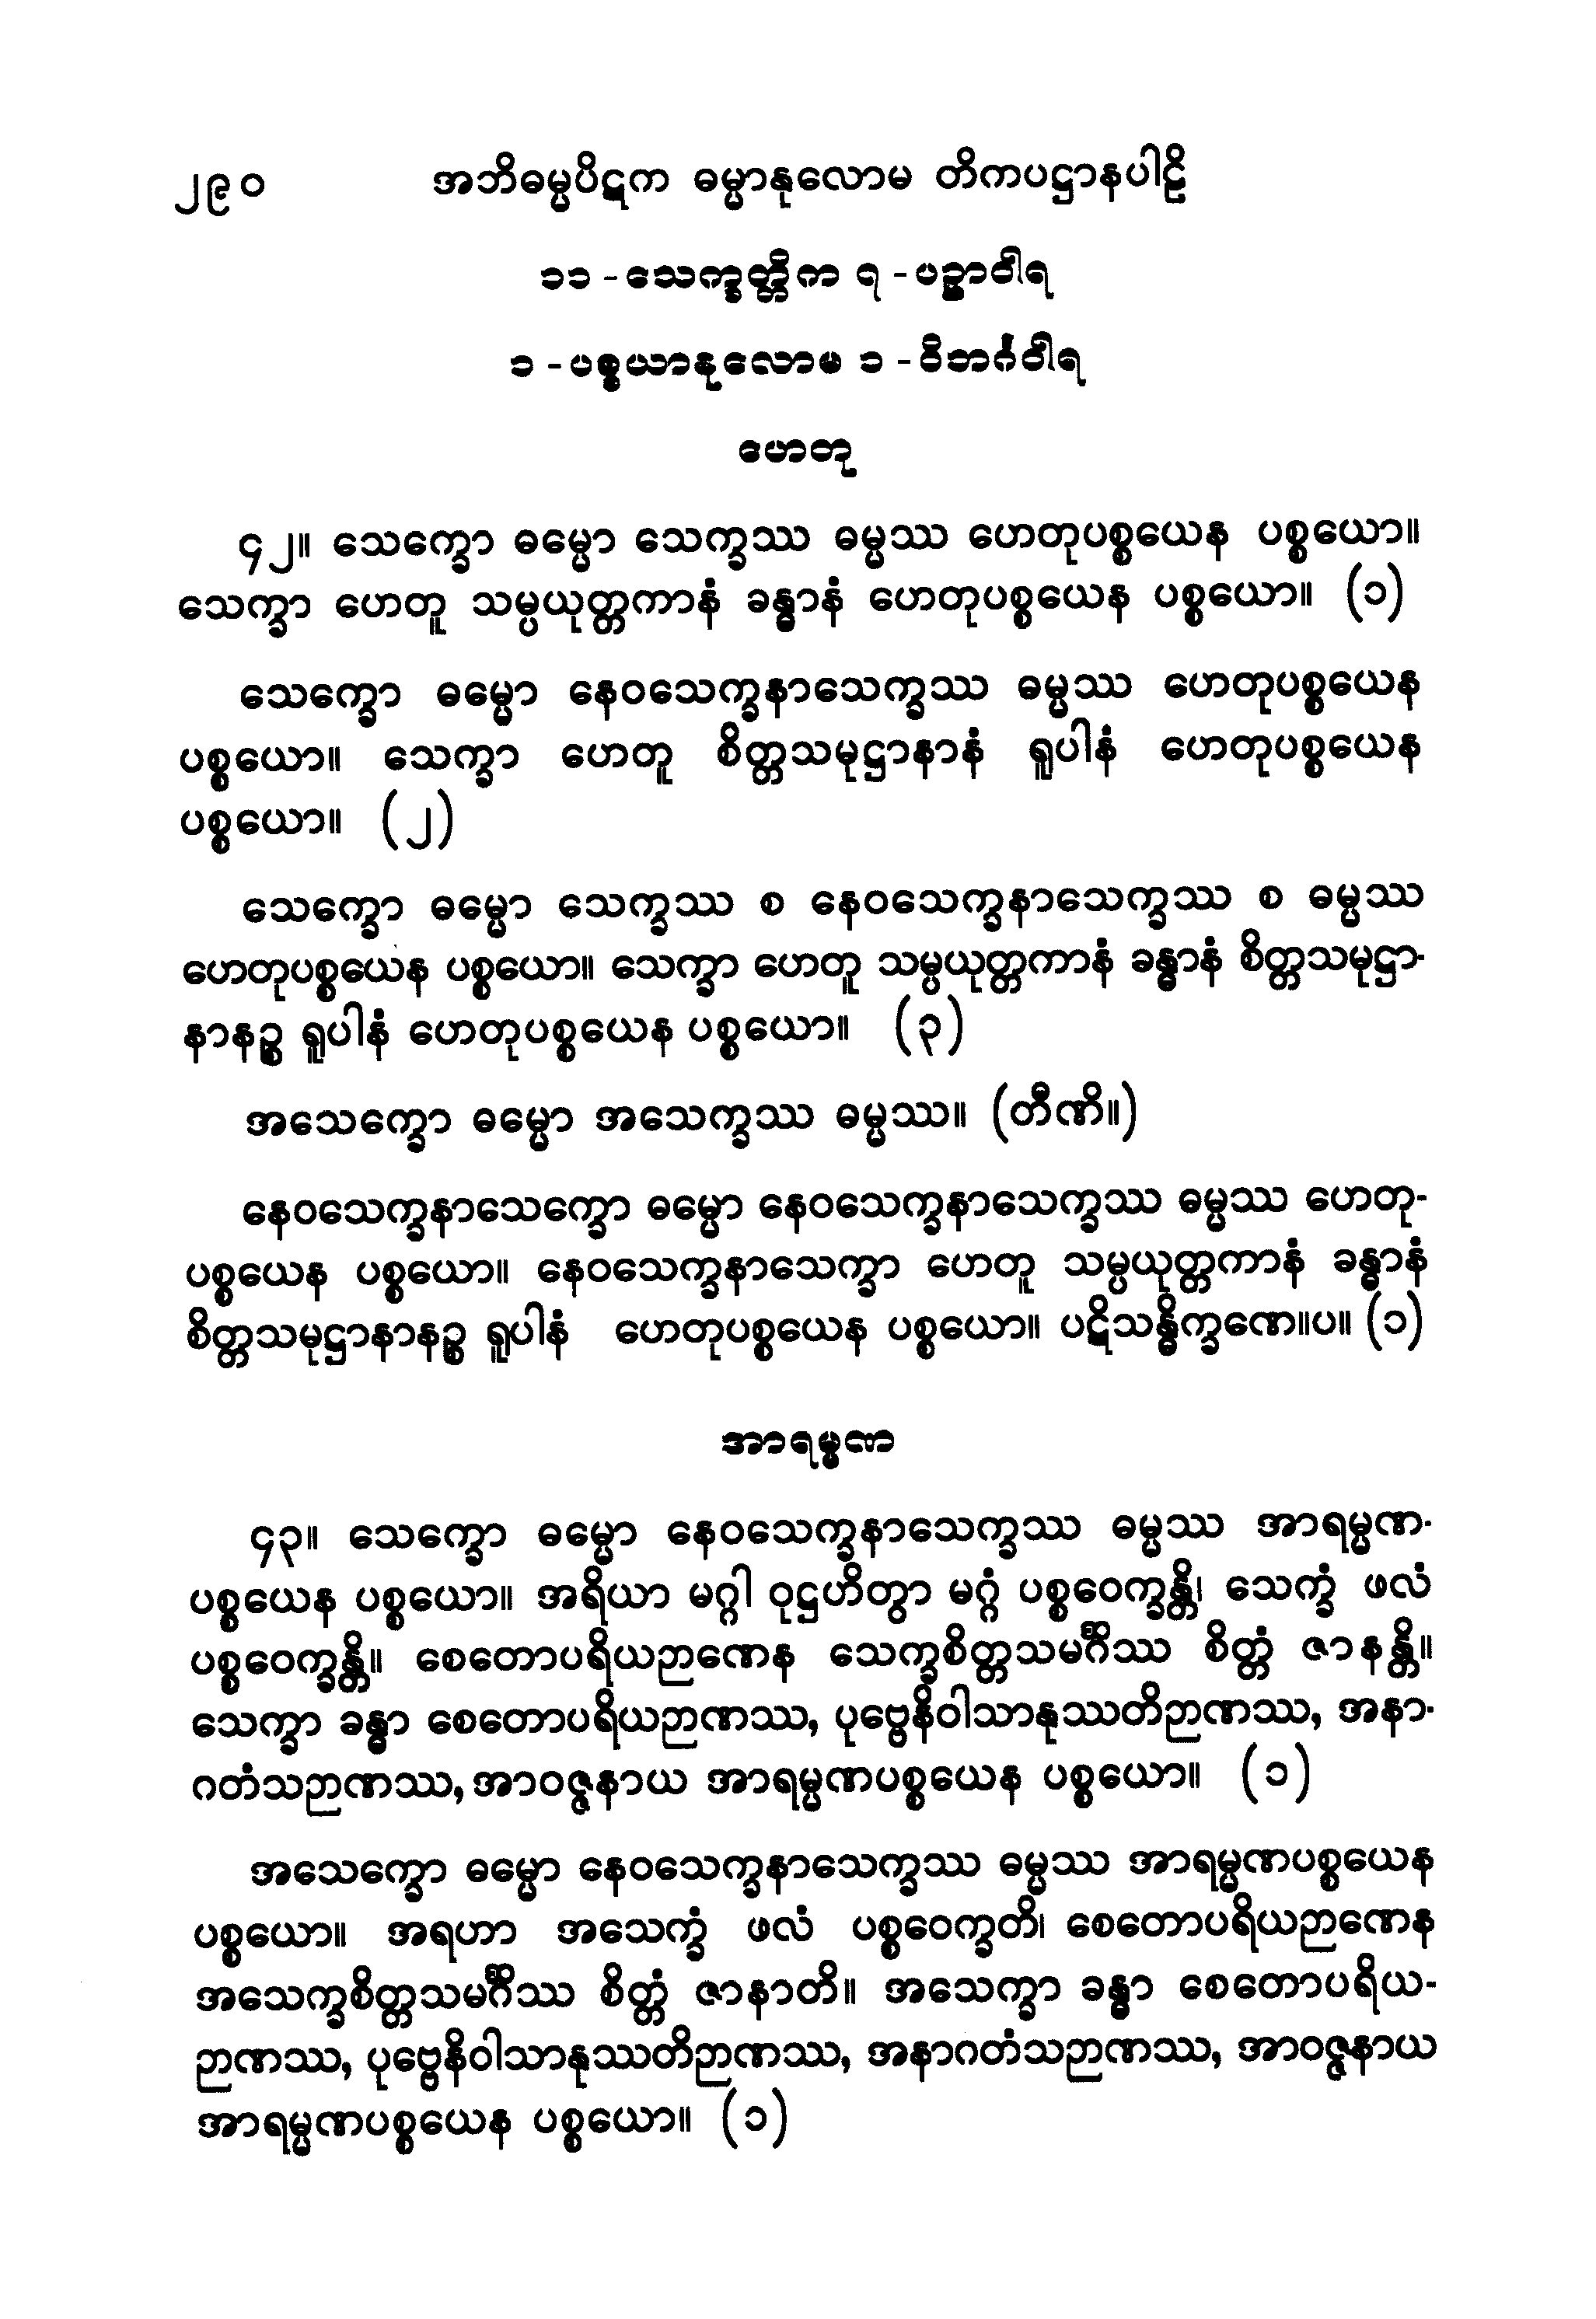 ၂၉၀ အဘိဓမ္မပိဋက ဓမ္မာနုလောမ တိကပဋ္ဌာနပါဠိ
၁၁ - သေက္ခတ္တိက ၇ - ပဉှာဝါရ
၁ - ပစ္စယာနုလောမ ၁ - ဝိဘင်္ဂဝါရ
ဟေတု
၄၂။ သေက္ခော ဓမ္မော သေက္ခဿ ဓမ္မဿ ဟေတုပစ္စယေန ပစ္စယော။
သေက္ခာ ဟေတူ သမ္ပယုတ္တကာနံ ခန္ဓာနံ ဟေတုပစ္စယေန ပစ္စယော။ (၁)
သေက္ခော ဓမ္မော နေဝသေက္ခနာသေက္ခဿ ဓမ္မဿ ဟေတုပစ္စယေန
ပစ္စယော။ သေက္ခာ ဟေတူ စိတ္တသမုဋ္ဌာနာနံ ရူပါနံ ဟေတုပစ္စယေန
ပစ္စယော။ (၂)
သေက္ခော ဓမ္မော သေက္ခဿ စ နေဝသေက္ခနာသေက္ခဿ စ ဓမ္မဿ
ဟေတုပစ္စယေန ပစ္စယော။ သေက္ခာ ဟေတူ သမ္ပယုတ္တကာနံ ခန္ဓာနံ စိတ္တသမုဋ္ဌာ-
နာနဉ္စ ရူပါနံ ဟေတုပစ္စယေန ပစ္စယော။ (၃)
အသေက္ခော ဓမ္မော အသေက္ခဿ ဓမ္မဿ။ (တီဏိ။)
နေဝသေက္ခနာသေက္ခော ဓမ္မော နေဝသေက္ခနာသေက္ခဿ ဓမ္မဿ ဟေတု-
ပစ္စယေန ပစ္စယော။ နေဝသေက္ခနာသေက္ခာ ဟေတူ သမ္ပယုတ္တကာနံ ခန္ဓာနံ
စိတ္တသမုဋ္ဌာနာနဉ္စ ရူပါနံ ဟေတုပစ္စယေန ပစ္စယော။ ပဋိသန္ဓိက္ခဏေ။ပ။ (၁)
အာရမ္မဏ
၄၃။ သေက္ခော ဓမ္မော နေဝသေက္ခနာသေက္ခဿ ဓမ္မဿ အာရမ္မဏ-
ပစ္စယေန ပစ္စယော။ အရိယာ မဂ္ဂါ ဝုဋ္ဌဟိတွာ မဂ္ဂံ ပစ္စဝေက္ခန္တိ၊ သေက္ခံ ဖလံ
ပစ္စဝေက္ခန္တိ။ စေတောပရိယဉာဏေန သေက္ခစိတ္တသမင်္ဂိဿ စိတ္တံ ဇာနန္တိ။
သေက္ခာ ခန္ဓာ စေတောပရိယဉာဏဿ, ပုဗ္ဗေနိဝါသာနုဿတိဉာဏဿ, အနာ-
ဂတံသဉာဏဿ, အာဝဇ္ဇနာယ အာရမ္မဏပစ္စယေန ပစ္စယော။ (၁)
အသေက္ခော ဓမ္မော နေဝသေက္ခနာသေက္ခဿ ဓမ္မဿ အာရမ္မဏပစ္စယေန
ပစ္စယော။ အရဟာ အသေက္ခံ ဖလံ ပစ္စဝေက္ခတိ၊ စေတောပရိယဉာဏေန
အသေက္ခစိတ္တသမင်္ဂိဿ စိတ္တံ ဇာနာတိ။ အသေက္ခာ ခန္ဓာ စေတောပရိယ-
ဉာဏဿ, ပုဗ္ဗေနိဝါသာနုဿတိဉာဏဿ, အနာဂတံသဉာဏဿ, အာဝဇ္ဇနာယ
အာရမ္မဏပစ္စယေန ပစ္စယော။ (၁)